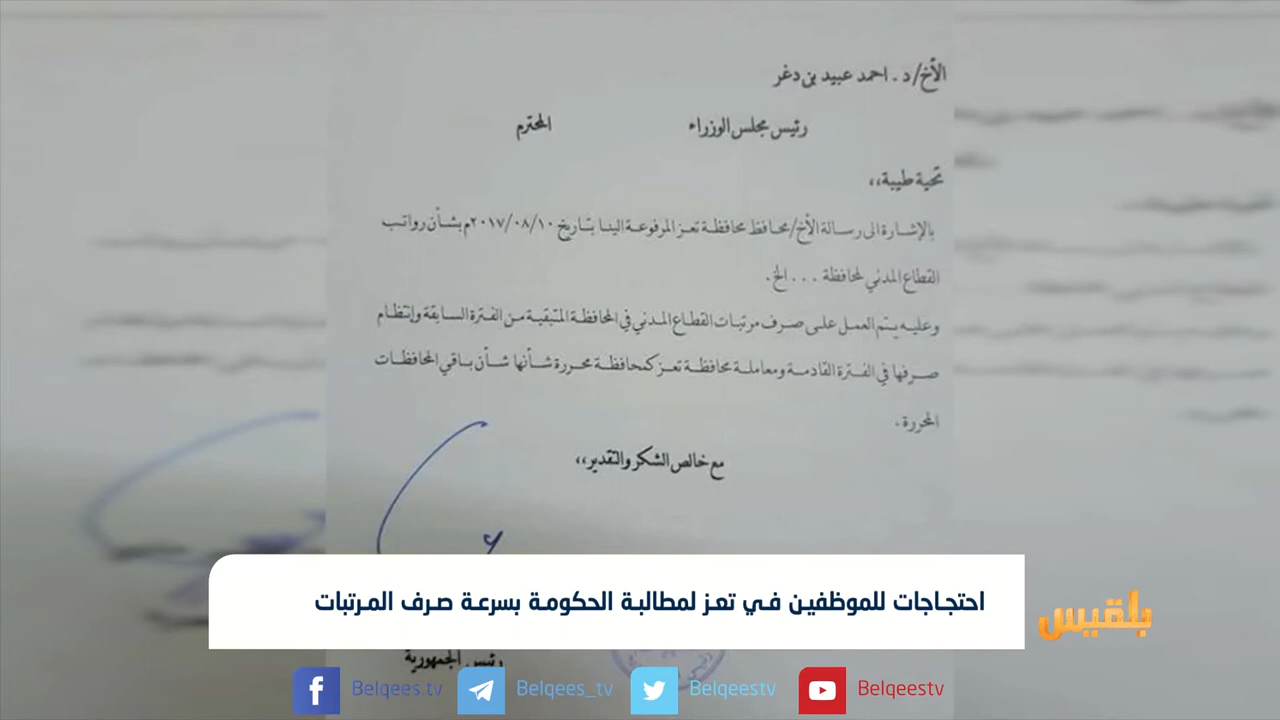 الأخ/د. احمد عبيد بن دغر
رئيس مجلس الوزراء المحترم
تحية طيبة،،
بالإشارة الى رسالة الأخ/محافظ محافظة تعز المرفوعة الينا بتاريخ ٢٠١٧/٠٨/١٠م بشأن رواتب
القطاع المدني لمحافظة ... الخ.
وعليه يتم العمل على صرف مرتبات القطاع المدني في المحافظة المتبقية من الفترة السابقة وإنتظام
صرفها في الفترة القادمة ومعاملة محافظة تعز كمحافظة محررة شأنها شأن باقي المحافظات
المحررة.
مع خالص الشكر والتقدير،،
احتجاجات للموظفين في تعز لمطالبة الحكومة بسرعة صرف المرتبات
بلقيس
رئيس الجمهورية
Belqees.tv Belqees_tv Belqeestv Belqeestv